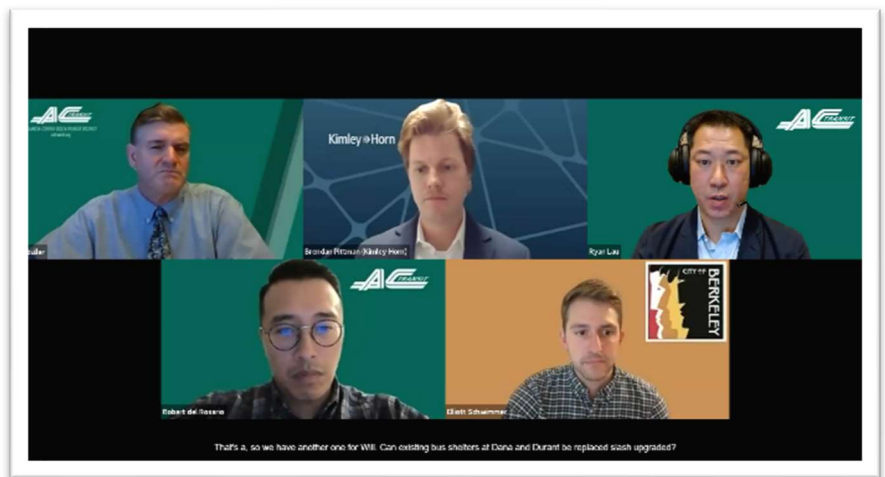 AC TRANSIT
Kimley»Horn
AC TRANSIT
Brendan Pittman (Kimley-Horn)
Ryan Lau
AC TRANSIT
CITY OF BERKELEY
Robert del Rosario
Elliott Schwimmer
That's a, so we have another one for Will. Can existing bus shelters at Dana and Durant be replaced slash upgraded?